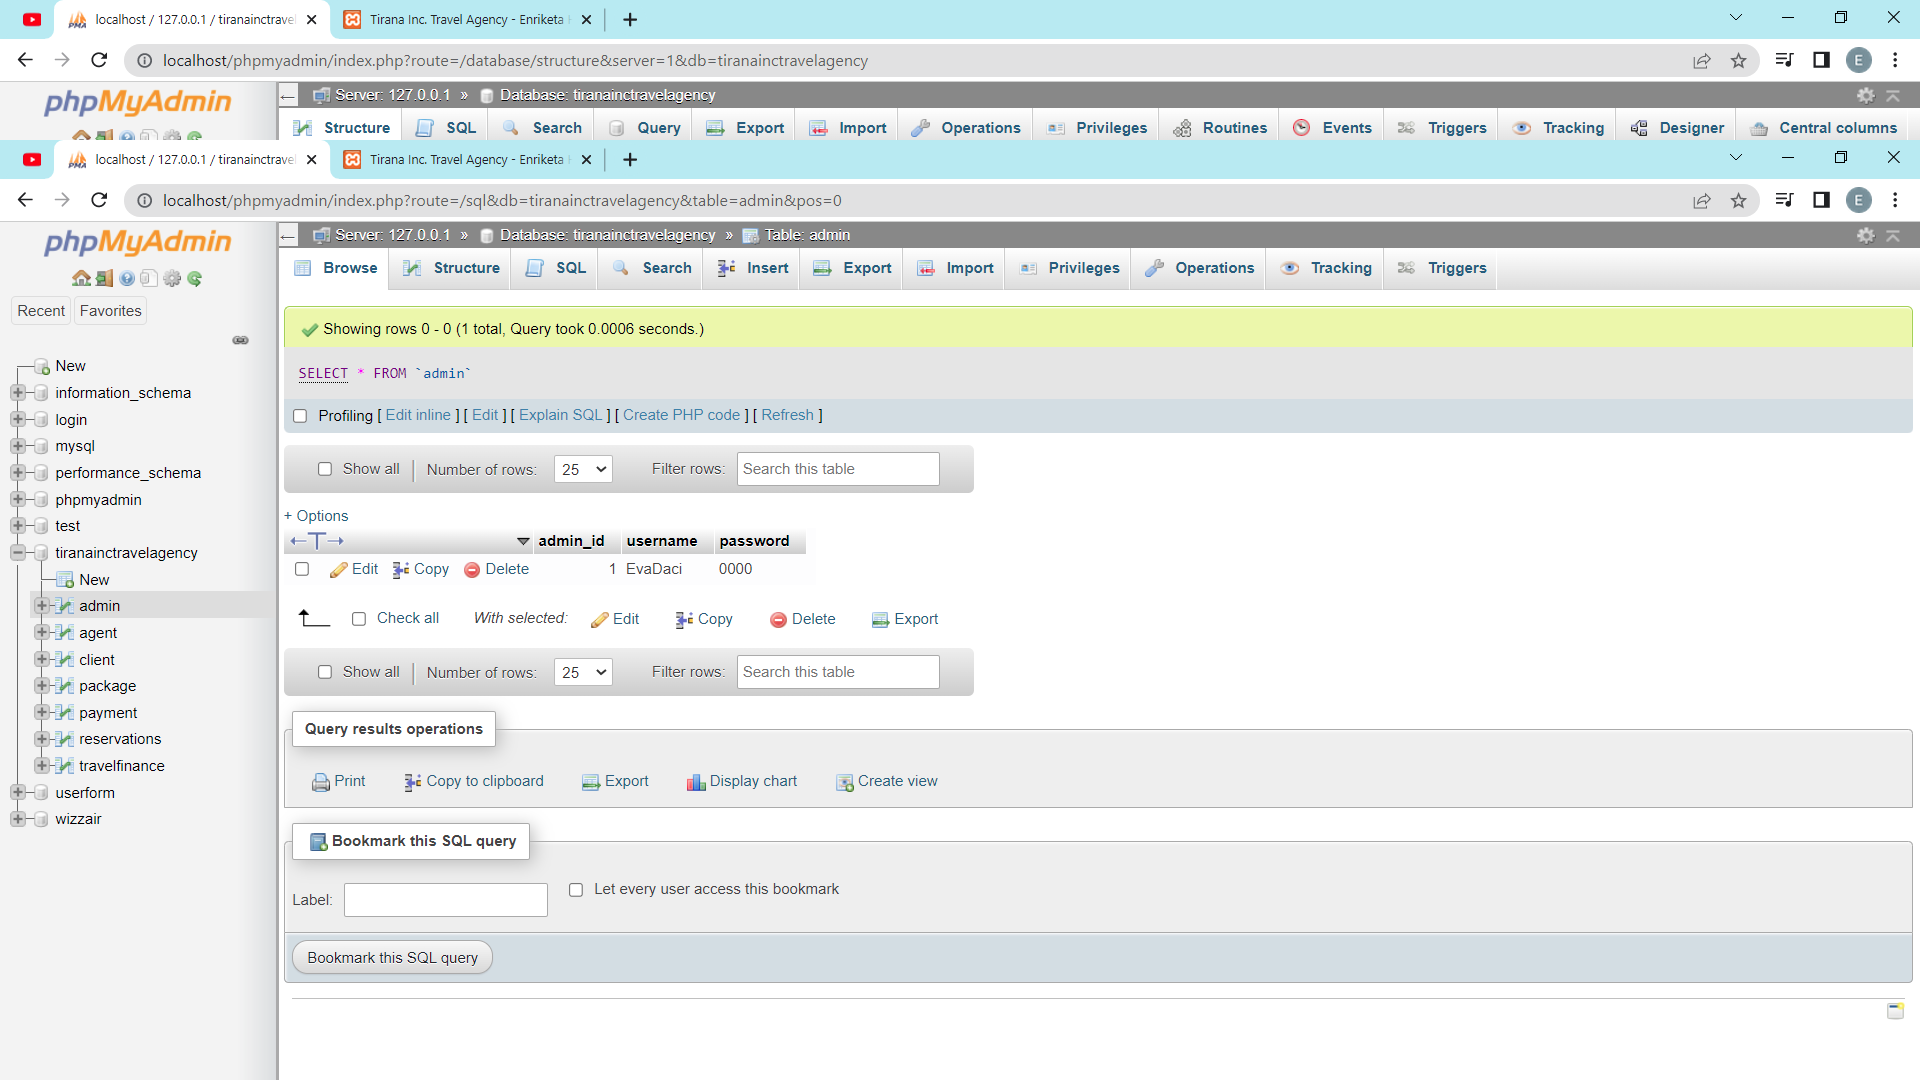 localhost / 127.0.0.1 / tiranainctravel
Tirana Inc. Travel Agency - Enriketa
localhost/phpmyadmin/index.php?route=/database/structure&server=1&db=tiranainctravelagency
E
phpMyAdmin
Server: 127.0.0.1 » Database: tiranainctravelagency
Structure SQL Search Query Export Import Operations Privileges Routines Events Triggers Tracking Designer Central columns
localhost / 127.0.0.1 / tiranainctravel
Tirana Inc. Travel Agency - Enriketa
localhost/phpmyadmin/index.php?route=/sql&db=tiranainctravelagency&table=admin&pos=0
E
phpMyAdmin
Server: 127.0.0.1 » Database: tiranainctravelagency » Table: admin
Browse Structure SQL Search Insert Export Import Privileges Operations Tracking Triggers
Recent Favorites
New
information_schema
login
mysql
performance_schema
phpmyadmin
test
tiranainctravelagency
New
admin
agent
client
package
payment
reservations
travelfinance
userform
wizzair
Showing rows 0 - 0 (1 total, Query took 0.0006 seconds.)
SELECT * FROM `admin`
Profiling [ Edit inline ] [ Edit ] [ Explain SQL ] [ Create PHP code ] [ Refresh ]
Show all Number of rows: 25 Filter rows: Search this table
+ Options
←T→ admin_id username password
Edit Copy Delete 1 EvaDaci 0000
Check all With selected: Edit Copy Delete Export
Show all Number of rows: 25 Filter rows: Search this table
Query results operations
Print Copy to clipboard Export Display chart Create view
Bookmark this SQL query
Label: Let every user access this bookmark
Bookmark this SQL query